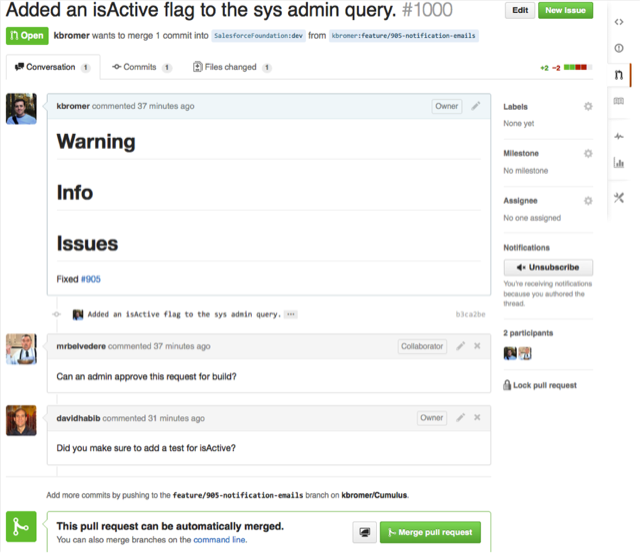 Added an isActive flag to the sys admin query. #1000
Edit
New Issue
Open
kbromer wants to merge 1 commit into Salesforcefoundation:dev from kbromer:feature/905-notification-emails
Conversation 1
Commits 1
Files changed 1
+2 −2
kbromer commented 37 minutes ago
Owner
Warning
Info
Issues
Fixed #905
Added an isActive flag to the sys admin query. ...
b3ca2be
mrbelvedere commented 37 minutes ago
Collaborator
Can an admin approve this request for build?
davidhabib commented 31 minutes ago
Owner
Did you make sure to add a test for isActive?
Add more commits by pushing to the feature/905-notification-emails branch on kbromer/Cumulus.
This pull request can be automatically merged.
You can also merge branches on the command line.
Merge pull request
Labels
None yet
Milestone
No milestone
Assignee
No one assigned
Notifications
Unsubscribe
You're receiving notifications
because you authored the
thread.
2 participants
Lock pull request